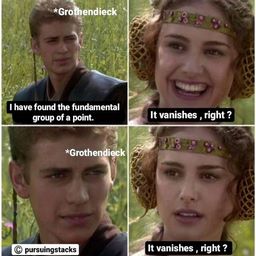 *Grothendieck
I have found the fundamental
group of a point.
It vanishes , right ?
*Grothendieck
It vanishes , right ?
© pursuingstacks